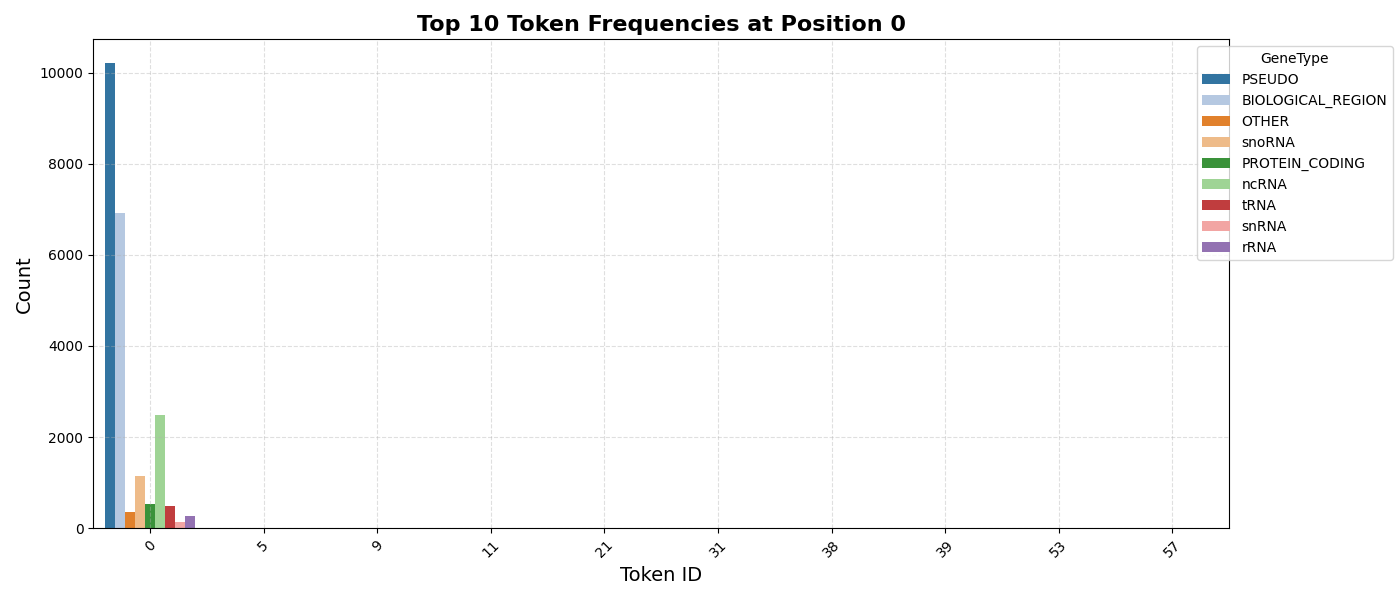 Top 10 Token Frequencies at Position 0
Count
10000
8000
6000
4000
2000
0
0
5
9
11
21
31
38
39
53
57
Token ID
GeneType
PSEUDO
BIOLOGICAL_REGION
OTHER
snoRNA
PROTEIN_CODING
ncRNA
tRNA
snRNA
rRNA